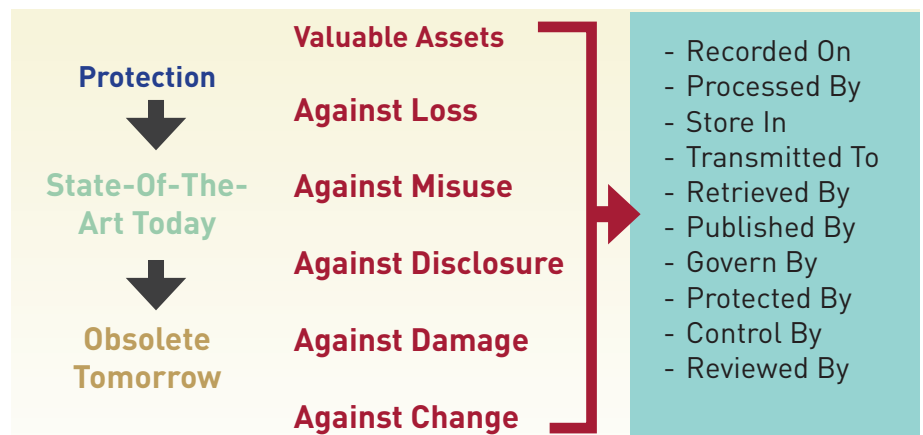 Protection
State-Of-The-
Art Today
Obsolete
Tomorrow
Valuable Assets
Against Loss
Against Misuse
Against Disclosure
Against Damage
Against Change
- Recorded On
- Processed By
- Store In
- Transmitted To
- Retrieved By
- Published By
- Govern By
- Protected By
- Control By
- Reviewed By